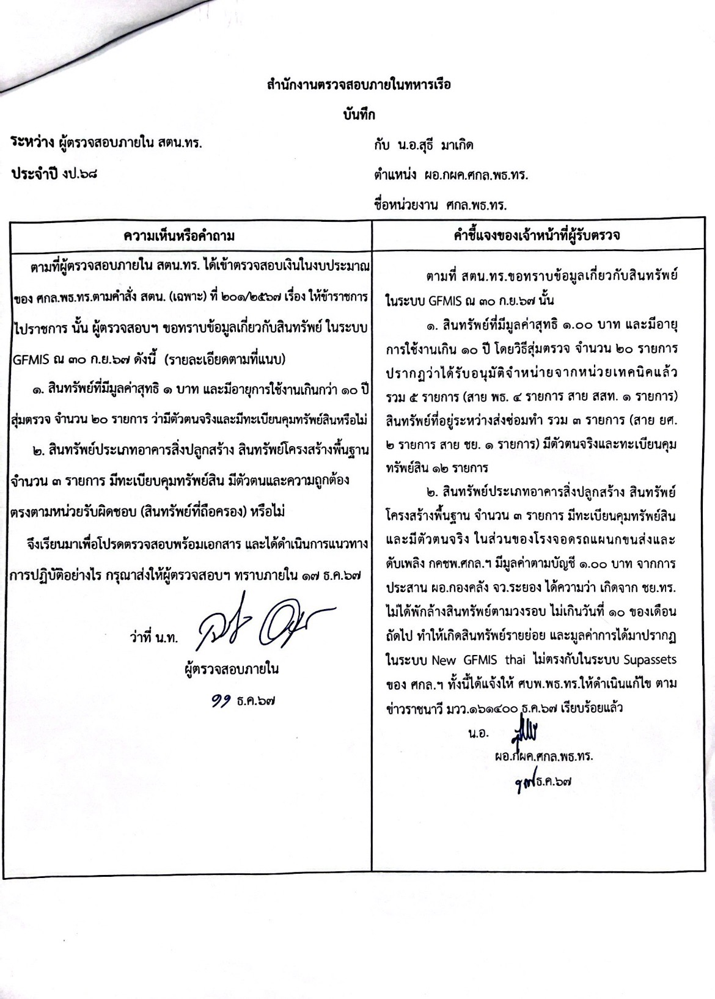 สำนักงานตรวจสอบภายในทหารเรือ
บันทึก
ระหว่าง ผู้ตรวจสอบภายใน สตน.ทร.
ประจำปี งป.๖๘
กับ น.อ.สุธี มาเกิด
ตำแหน่ง ผอ.กผค.ศกล.พธ.ทร.
ชื่อหน่วยงาน ศกล.พธ.ทร.
ความเห็นหรือคำถาม
ตามที่ผู้ตรวจสอบภายใน สตน.ทร. ได้เข้าตรวจสอบเงินในงบประมาณ
ของ ศกล.พธ.ทร.ตามคำสั่ง สตน. (เฉพาะ) ที่ ๒๐๑/๒๕๖๗ เรื่อง ให้ข้าราชการ
ไปราชการ นั้น ผู้ตรวจสอบฯ ขอทราบข้อมูลเกี่ยวกับสินทรัพย์ ในระบบ
GFMIS ณ ๓๐ ก.ย.๖๗ ดังนี้ (รายละเอียดตามที่แนบ)
๑. สินทรัพย์ที่มีมูลค่าสุทธิ ๑ บาท และมีอายุการใช้งานเกินกว่า ๑๐ ปี
สุ่มตรวจ จำนวน ๒๐ รายการ ว่ามีตัวตนจริงและมีทะเบียนคุมทรัพย์สินหรือไม่
๒. สินทรัพย์ประเภทอาคารสิ่งปลูกสร้าง สินทรัพย์โครงสร้างพื้นฐาน
จำนวน ๓ รายการ มีทะเบียบคุมทรัพย์สิน มีตัวตนและความถูกต้อง
ตรงตามหน่วยรับผิดชอบ (สินทรัพย์ที่ถือครอง) หรือไม่
จึงเรียนมาเพื่อโปรดตรวจสอบพร้อมเอกสาร และได้ดำเนินการแนวทาง
การปฏิบัติอย่างไร กรุณาส่งให้ผู้ตรวจสอบฯ ทราบภายใน ๑๗ ธ.ค.๖๗
ว่าที่ น.ท.
ผู้ตรวจสอบภายใน
๑๑ ธ.ค.๖๗
คำชี้แจงของเจ้าหน้าที่ผู้รับตรวจ
ตามที่ สตน.ทร.ขอทราบข้อมูลเกี่ยวกับสินทรัพย์
ในระบบ GFMIS ณ ๓๐ ก.ย.๖๗ นั้น
๑. สินทรัพย์ที่มีมูลค่าสุทธิ ๑.๐๐ บาท และมีอายุ
การใช้งานเกิน ๑๐ ปี โดยวิธีสุ่มตรวจ จำนวน ๒๐ รายการ
ปรากฏว่าได้รับอนุมัติจำหน่ายจากหน่วยเทคนิคแล้ว
รวม ๕ รายการ (สาย พธ. ๔ รายการ สาย สสท. ๑ รายการ)
สินทรัพย์ที่อยู่ระหว่างส่งซ่อมทำ รวม ๓ รายการ (สาย ยศ.
๒ รายการ สาย ชย. ๑ รายการ) มีตัวตนจริงและทะเบียนคุม
ทรัพย์สิน ๑๒ รายการ
๒. สินทรัพย์ประเภทอาคารสิ่งปลูกสร้าง สินทรัพย์
โครงสร้างพื้นฐาน จำนวน ๓ รายการ มีทะเบียนคุมทรัพย์สิน
และมีตัวตนจริง ในส่วนของโรงจอดรถแผนกขนส่งและ
ดับเพลิง กคชพ.ศกล.ฯ มีมูลค่าตามบัญชี ๑.๐๐ บาท จากการ
ประสาน ผอ.กองคลัง จว.ระยอง ได้ความว่า เกิดจาก ชย.ทร.
ไม่ได้พักล้างสินทรัพย์ตามวงรอบ ไม่เกินวันที่ ๑๐ ของเดือน
ถัดไป ทำให้เกิดสินทรัพย์รายย่อย และมูลค่าการได้มาปรากฏ
ในระบบ New GFMIS thai ไม่ตรงกับในระบบ Supassets
ของ ศกล.ฯ ทั้งนี้ได้แจ้งให้ ศบพ.พธ.ทร.ให้ดำเนินแก้ไข ตาม
ข่าวราชนาวี มวว.๑๖๑๔๐๐ ธ.ค.๖๗ เรียบร้อยแล้ว
น.อ.
ผอ.กผค.ศกล.พธ.ทร.
๑๗ ธ.ค.๖๗